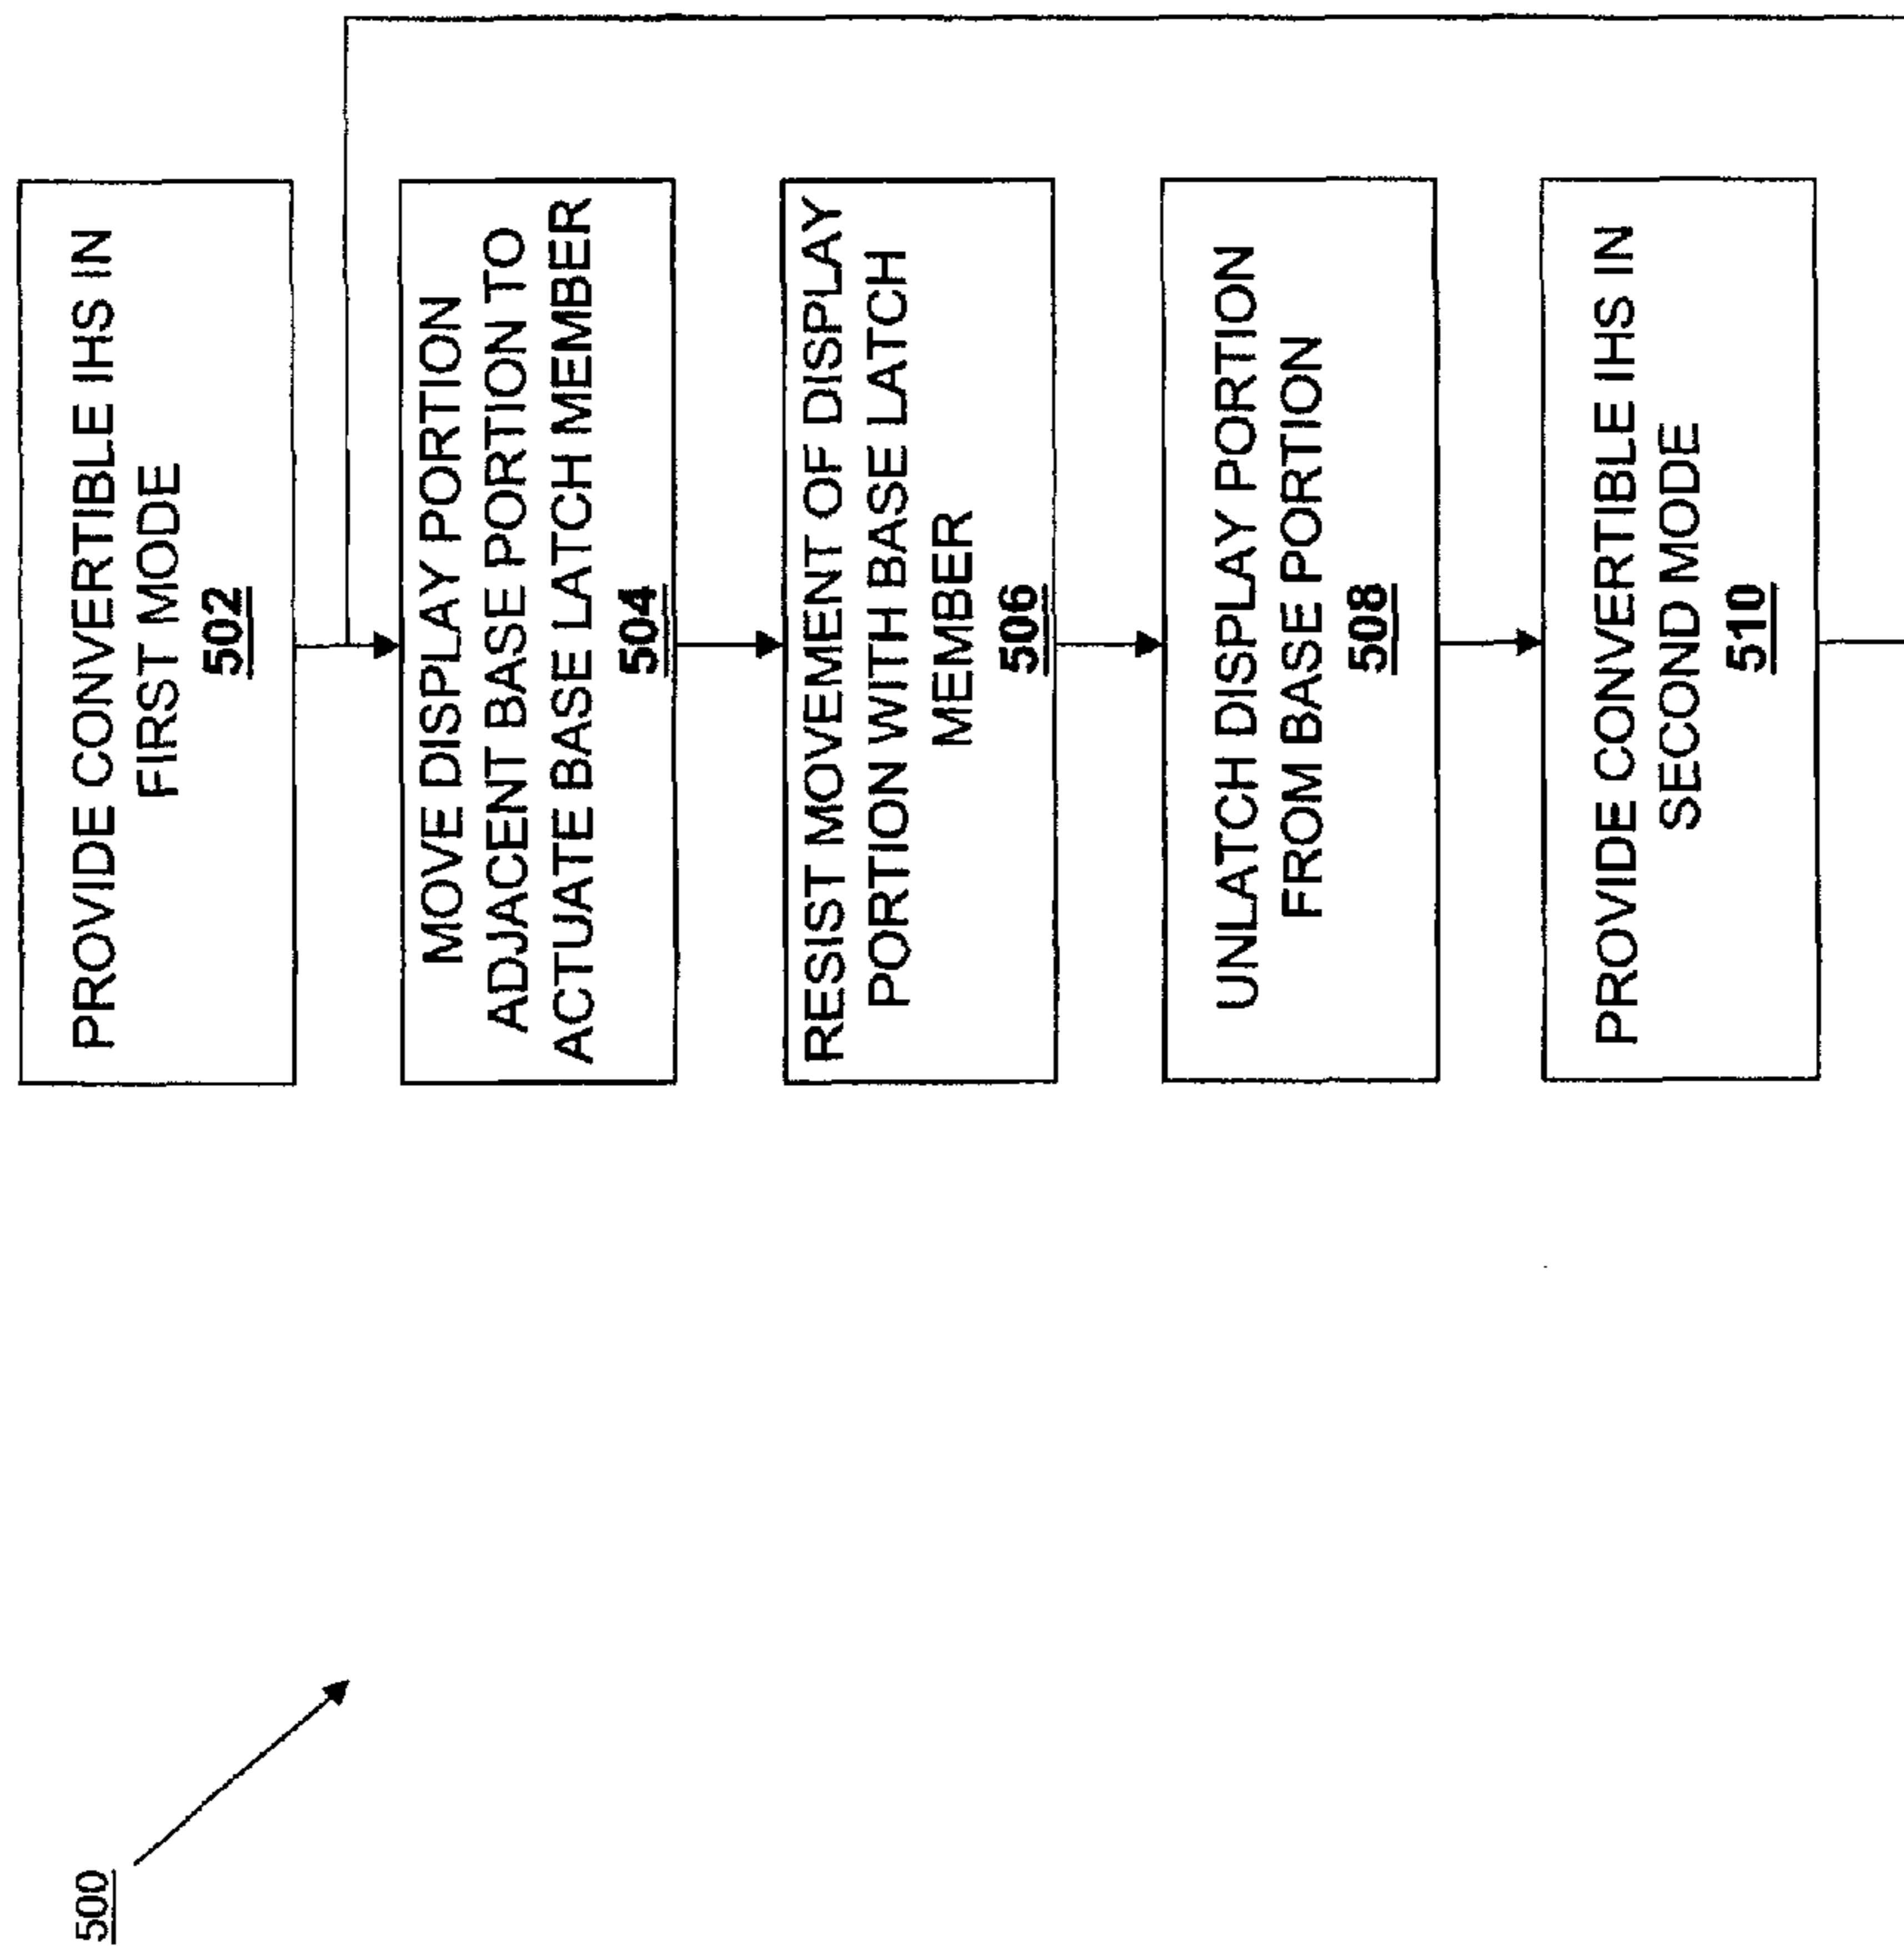 500
PROVIDE CONVERTIBLE IHS IN
FIRST MODE
502
MOVE DISPLAY PORTION
ADJACENT BASE PORTION TO
ACTUATE BASE LATCH MEMBER
504
RESIST MOVEMENT OF DISPLAY
PORTION WITH BASE LATCH
MEMBER
506
UNLATCH DISPLAY PORTION
FROM BASE PORTION
508
PROVIDE CONVERTIBLE IHS IN
SECOND MODE
510